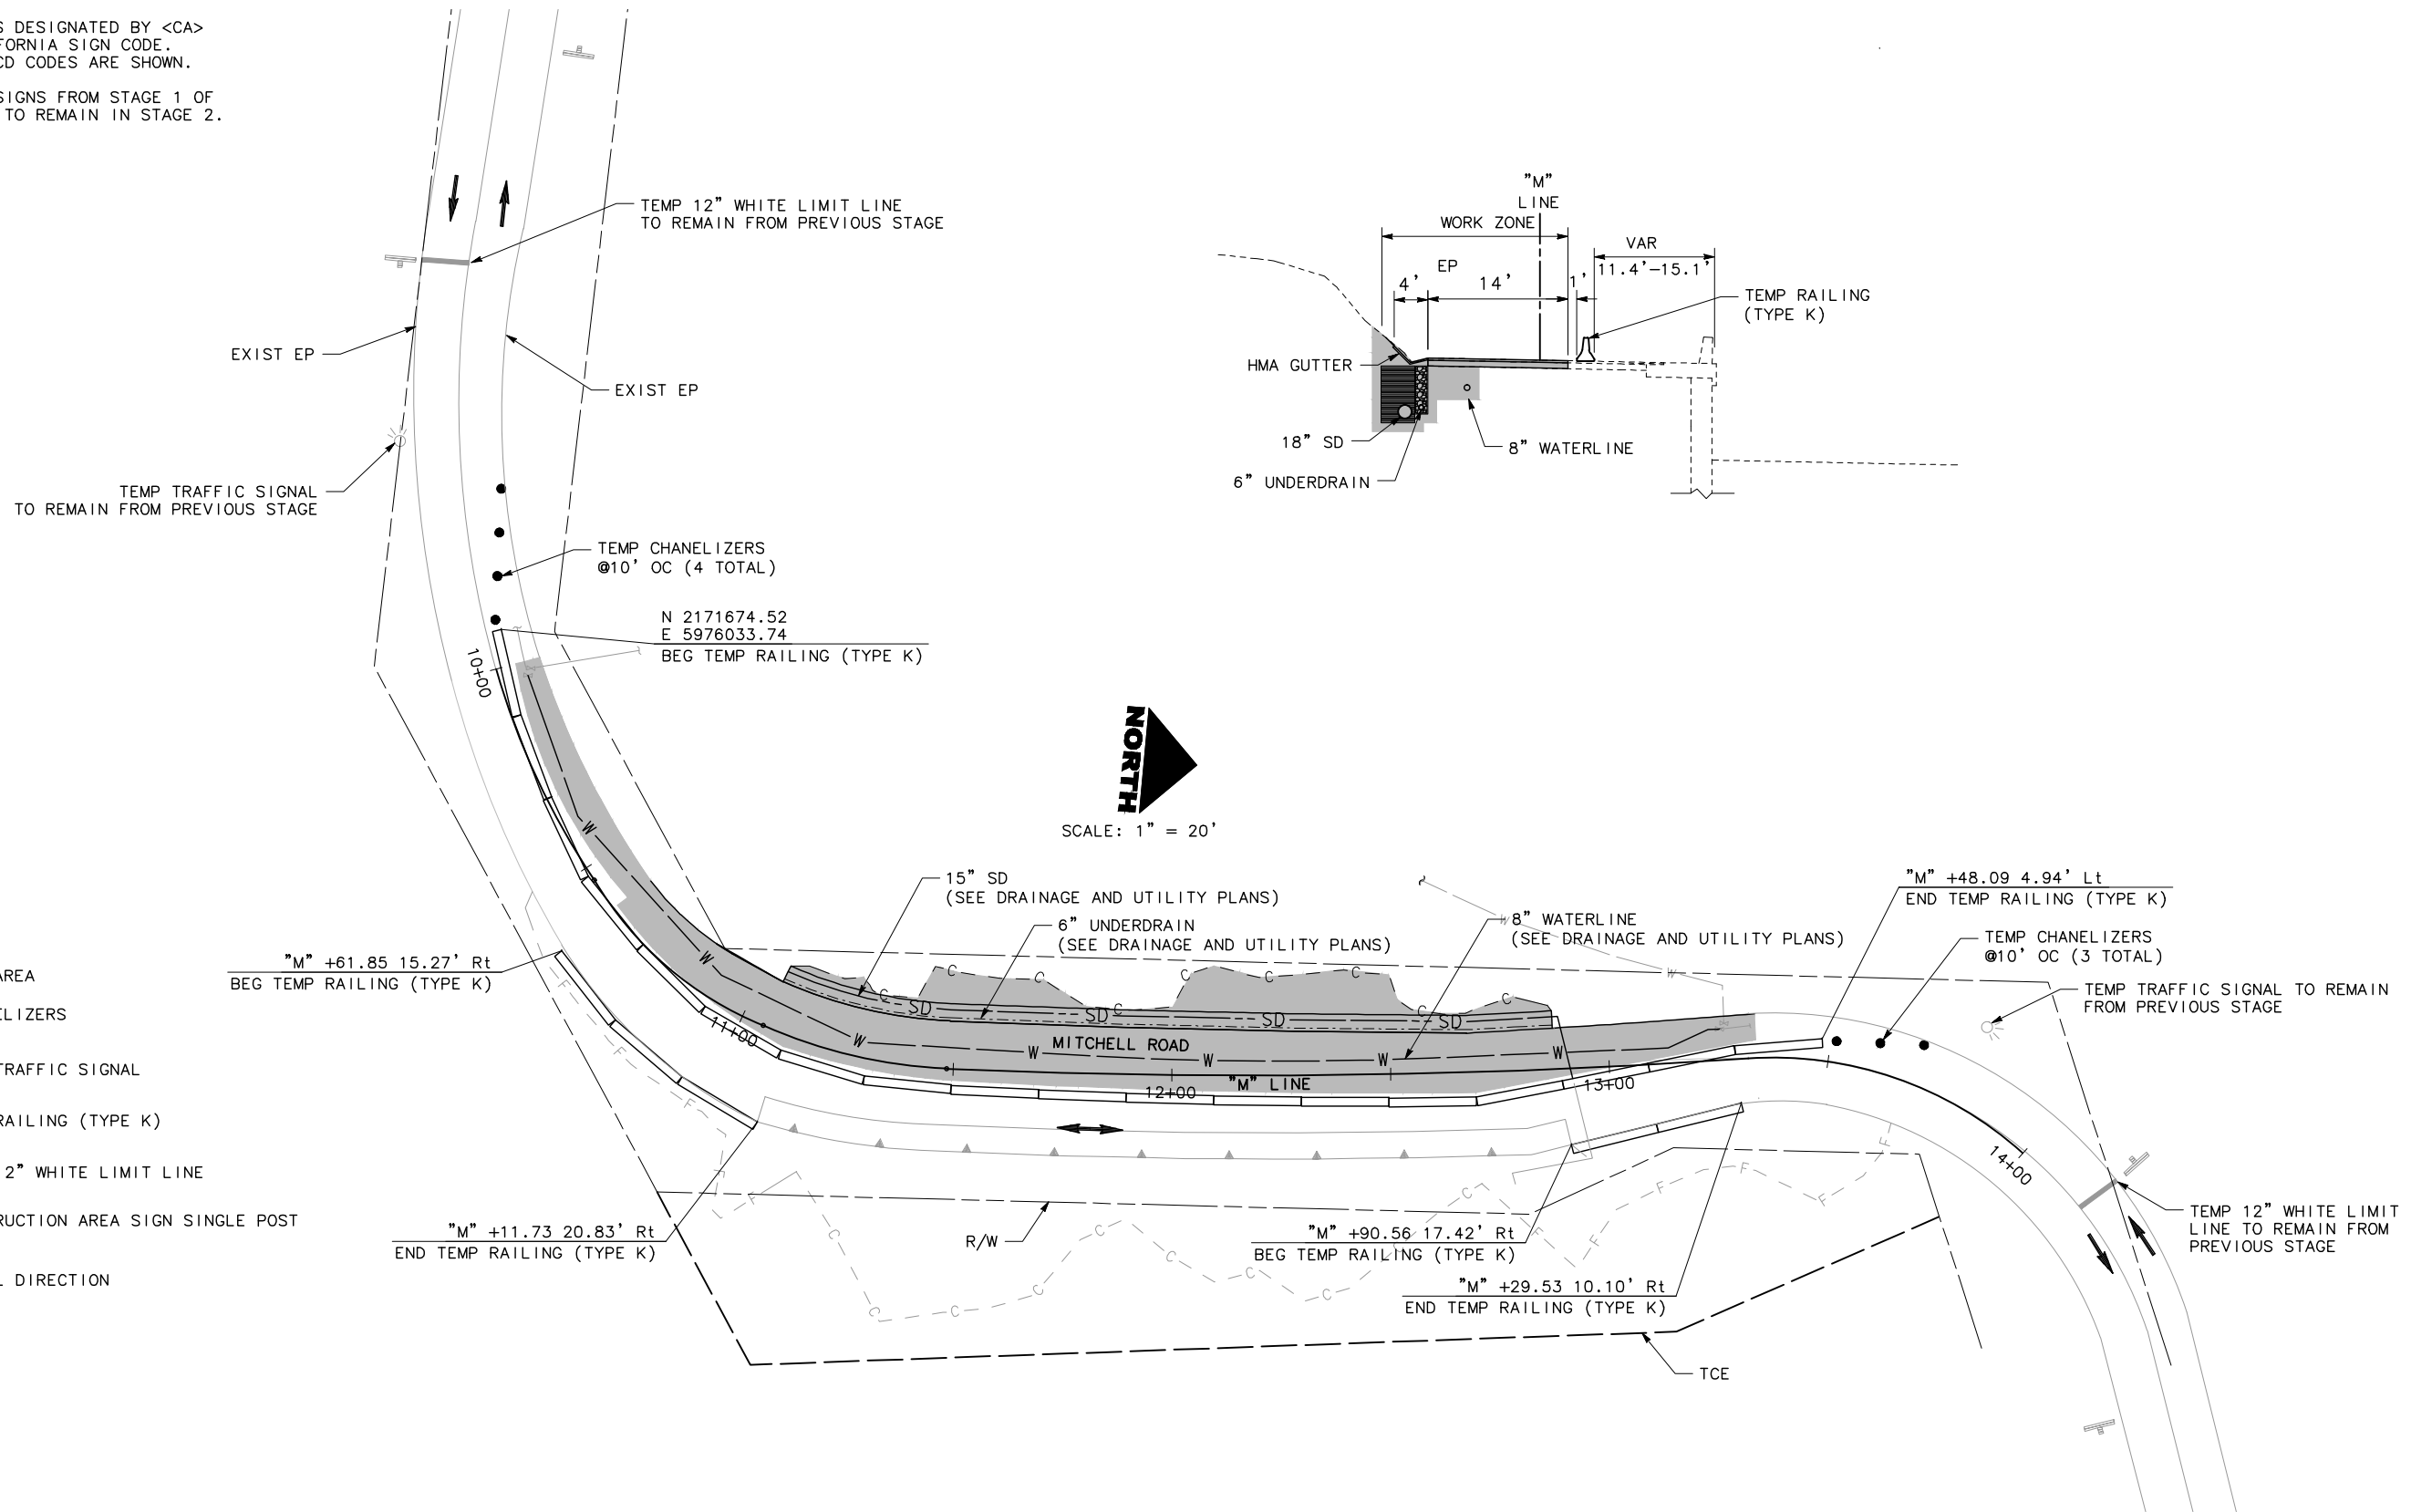 S DESIGNATED BY <CA>
FORNIA SIGN CODE.
CD CODES ARE SHOWN.
SIGNS FROM STAGE 1 OF
TO REMAIN IN STAGE 2.
TEMP 12" WHITE LIMIT LINE
TO REMAIN FROM PREVIOUS STAGE
EXIST EP
EXIST EP
TEMP TRAFFIC SIGNAL
TO REMAIN FROM PREVIOUS STAGE
TEMP CHANELIZERS
@10' OC (4 TOTAL)
N 2171674.52
E 5976033.74
BEG TEMP RAILING (TYPE K)
10+00
"M"
LINE
WORK ZONE
VAR
11.4'-15.1'
EP
4'
14'
1'
TEMP RAILING
(TYPE K)
HMA GUTTER
18" SD
8" WATERLINE
6" UNDERDRAIN
NORTH
SCALE: 1" = 20'
15" SD
(SEE DRAINAGE AND UTILITY PLANS)
6" UNDERDRAIN
(SEE DRAINAGE AND UTILITY PLANS)
8" WATERLINE
(SEE DRAINAGE AND UTILITY PLANS)
"M" +48.09 4.94' Lt
END TEMP RAILING (TYPE K)
TEMP CHANELIZERS
@10' OC (3 TOTAL)
TEMP TRAFFIC SIGNAL TO REMAIN
FROM PREVIOUS STAGE
"M" +61.85 15.27' Rt
BEG TEMP RAILING (TYPE K)
AREA
ELIZERS
TRAFFIC SIGNAL
RAILING (TYPE K)
2" WHITE LIMIT LINE
RUCTION AREA SIGN SINGLE POST
L DIRECTION
W W W W W W W W W W
C C C C C C C C C
SD SD SD SD
F F F F
11+00
MITCHELL ROAD
"M" LINE
12+00
13+00
14+00
"M" +11.73 20.83' Rt
END TEMP RAILING (TYPE K)
R/W
"M" +90.56 17.42' Rt
BEG TEMP RAILING (TYPE K)
"M" +29.53 10.10' Rt
END TEMP RAILING (TYPE K)
C C C C C C C C C
F F F F F F
TEMP 12" WHITE LIMIT
LINE TO REMAIN FROM
PREVIOUS STAGE
TCE